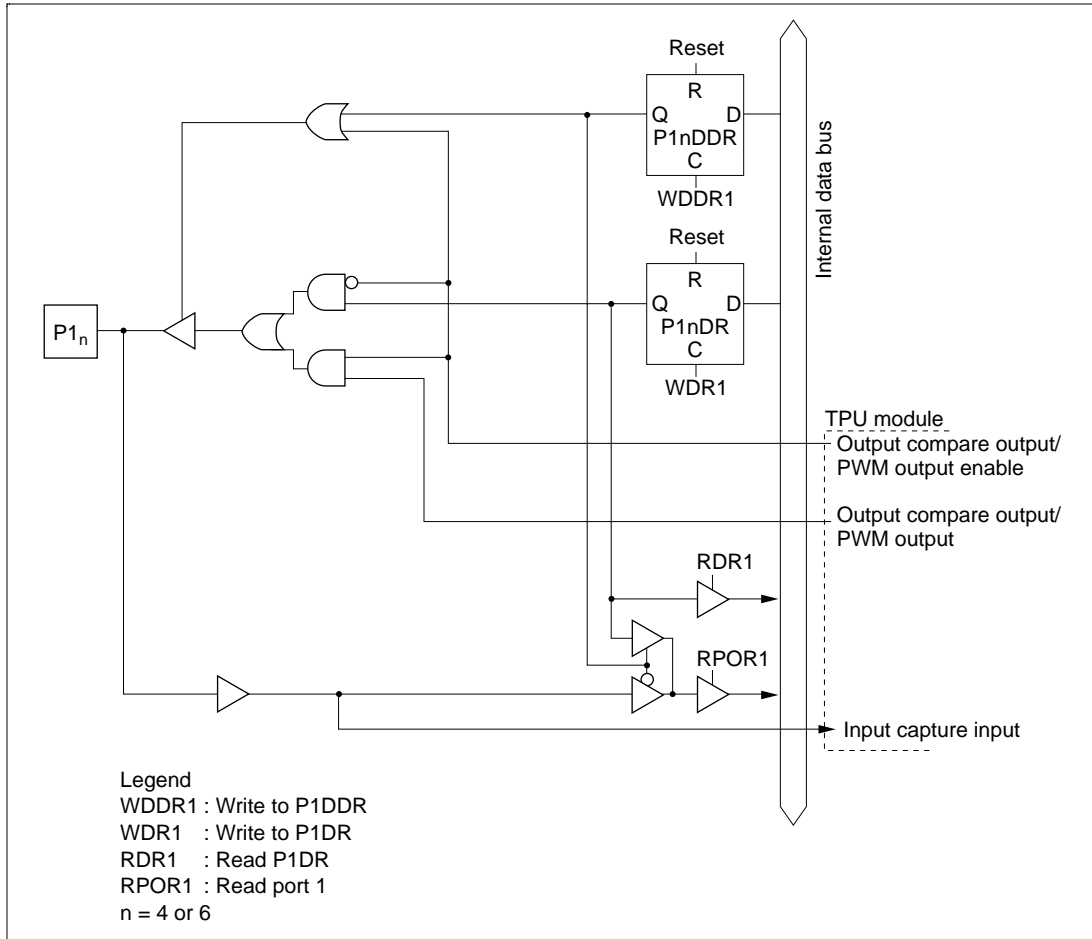 Reset
R
Q D
P1nDDR
C
WDDR1
Internal data bus
Reset
R
Q D
P1nDR
C
WDR1
P1n
TPU module
Output compare output/
PWM output enable
Output compare output/
PWM output
RDR1
RPOR1
Input capture input
Legend
WDDR1 : Write to P1DDR
WDR1 : Write to P1DR
RDR1 : Read P1DR
RPOR1 : Read port 1
n = 4 or 6